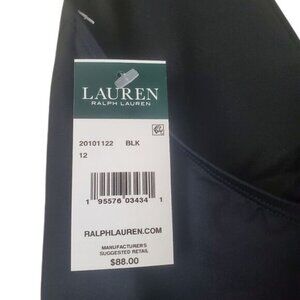 LAUREN
RALPH LAUREN
20101122 BLK
12
1 95576 03434 1
RALPHLAUREN.COM
MANUFACTURER'S
SUGGESTED RETAIL
$88.00